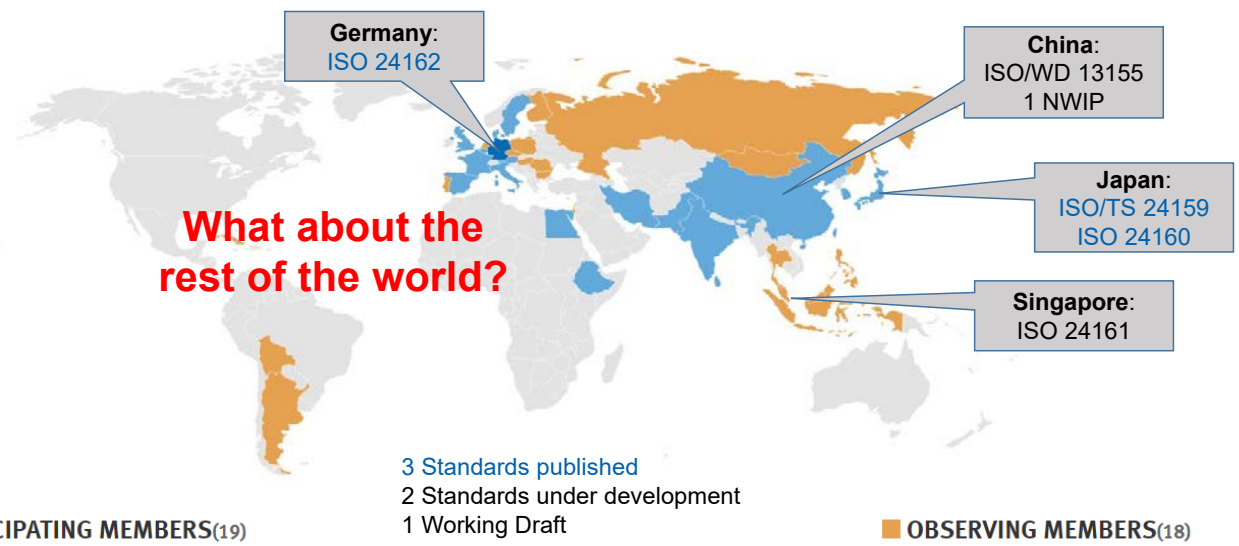 Germany:
ISO 24162
China:
ISO/WD 13155
1 NWIP
Japan:
ISO/TS 24159
ISO 24160
What about the
rest of the world?
Singapore:
ISO 24161
3 Standards published
2 Standards under development
1 Working Draft
CIPATING MEMBERS(19)
OBSERVING MEMBERS(18)